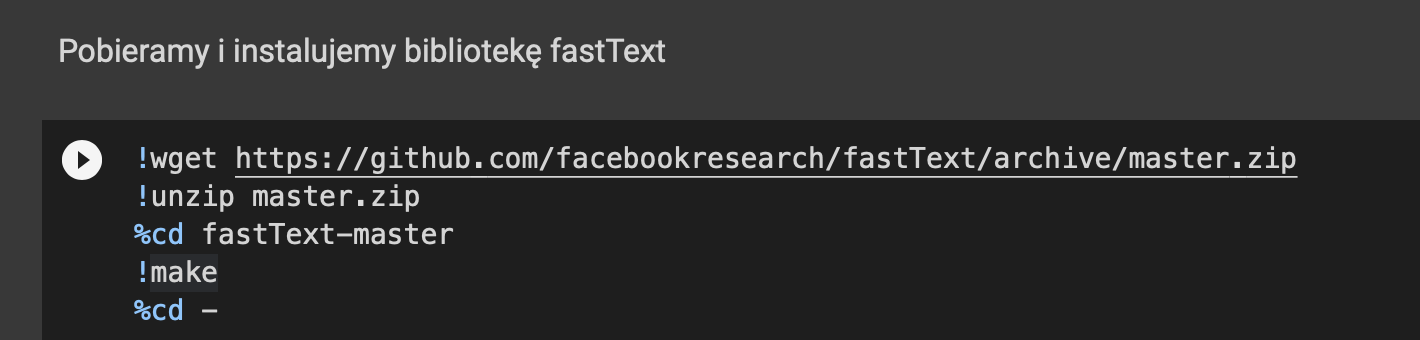 Pobieramy i instalujemy bibliotekę fastText
!wget https://github.com/facebookresearch/fastText/archive/master.zip
!unzip master.zip
%cd fastText-master
!make
%cd -